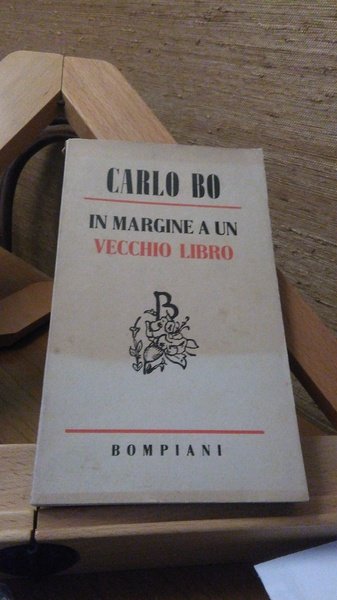 CARLO BO
IN MARGINE A UN
VECCHIO LIBRO
B
BOMPIANI